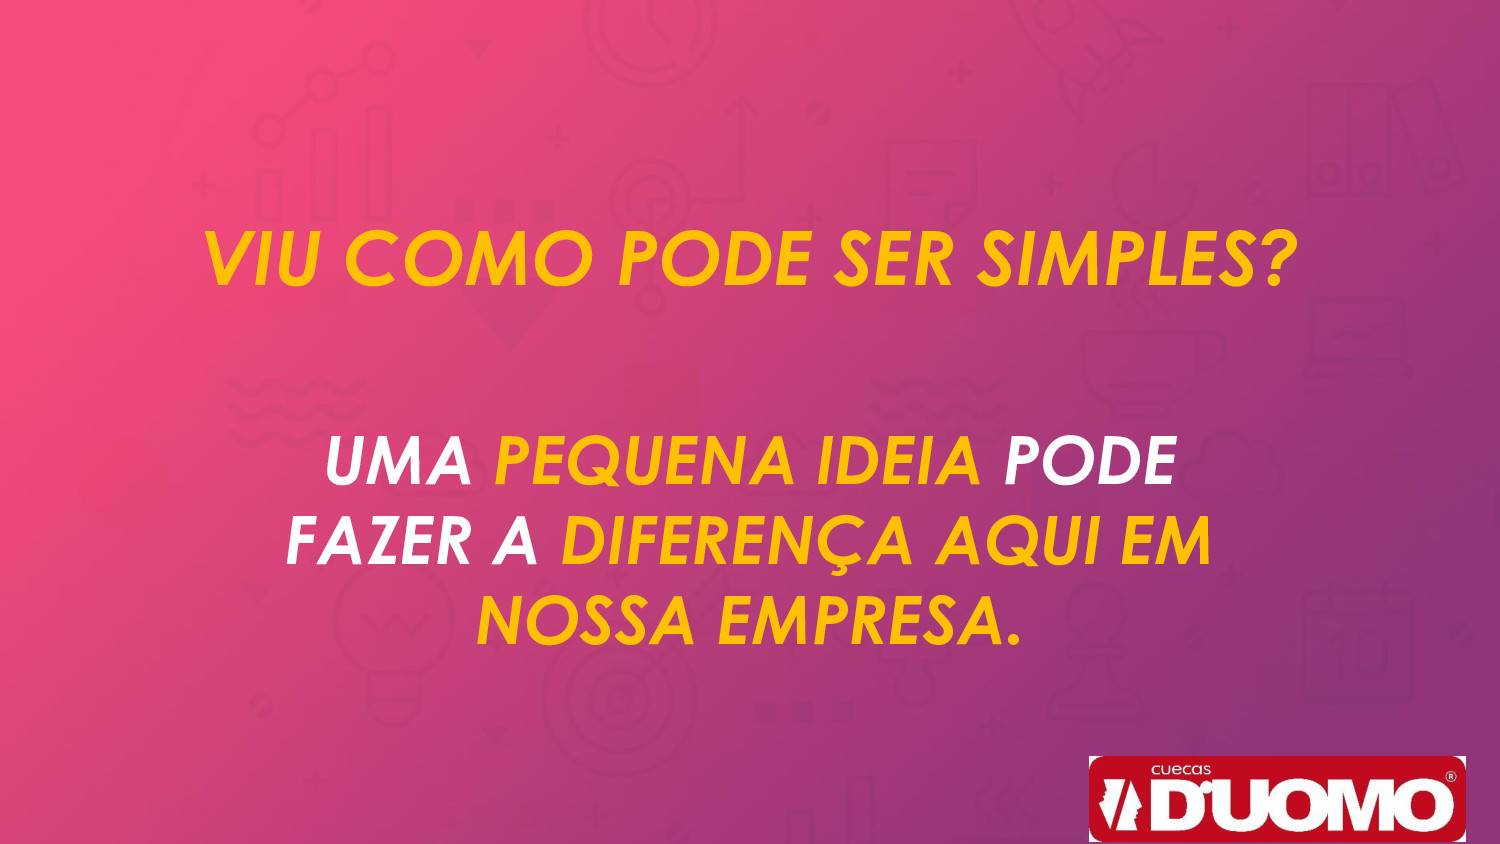 VIU COMO PODE SER SIMPLES?
UMA PEQUENA IDEIA PODE
FAZER A DIFERENÇA AQUI EM
NOSSA EMPRESA.
cuecas
D'UOMO®